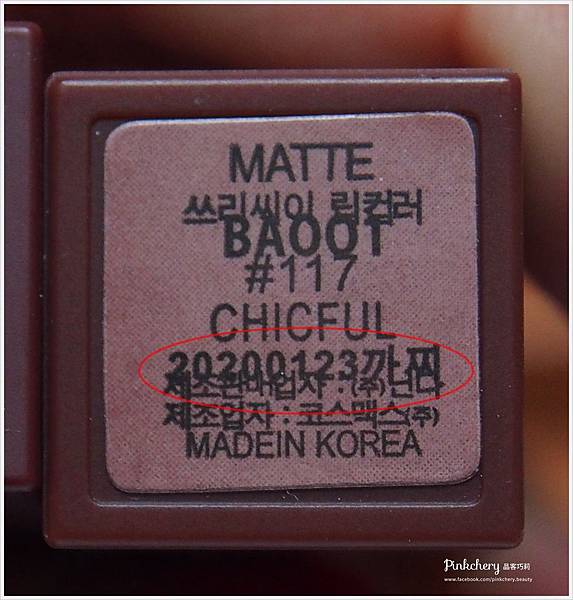 MATTE
쓰리씨이 립컬러
BA001
#117
CHICFUL
20200123까지
제조판매업자 : (주)난다
제조업자 : 코스맥스(주)
MADEIN KOREA
Pinkchery 品客巧莉
www.facebook.com/pinkchery.beauty